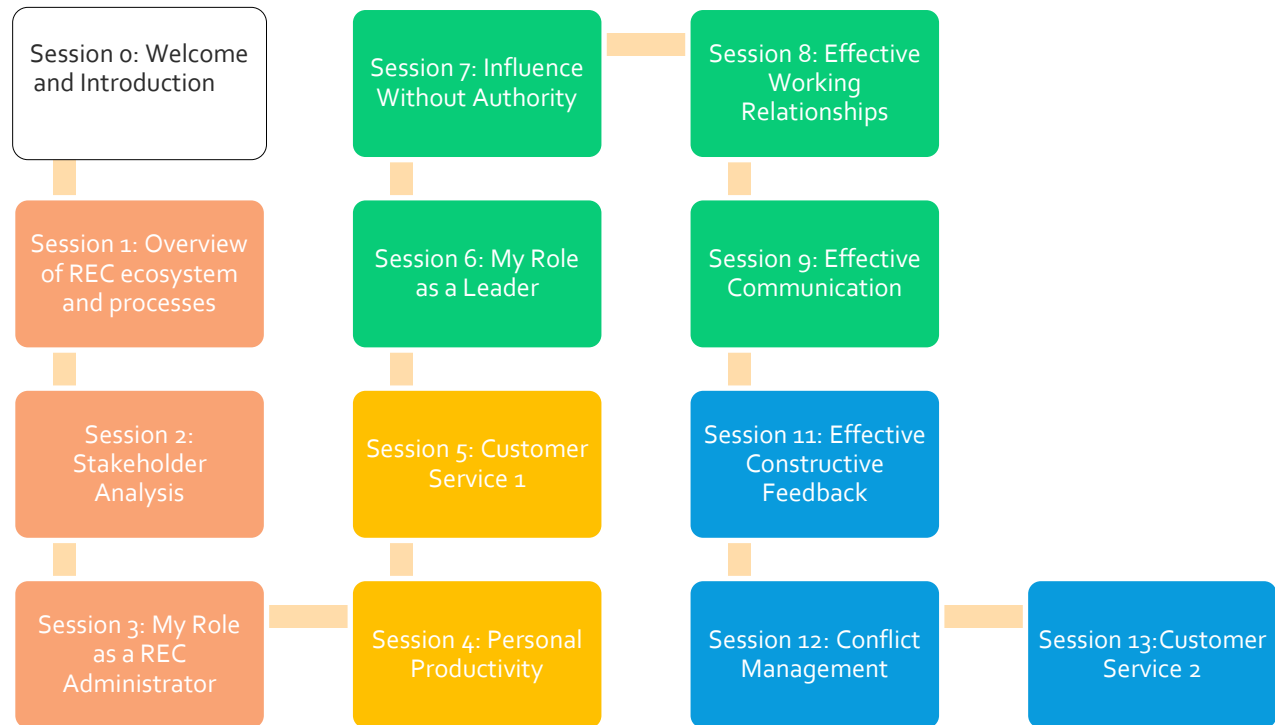 Session 0: Welcome
and Introduction
Session 1: Overview
of REC ecosystem
and processes
Session 2:
Stakeholder
Analysis
Session 3: My Role
as a REC
Administrator
Session 4: Personal
Productivity
Session 5: Customer
Service 1
Session 6: My Role
as a Leader
Session 7: Influence
Without Authority
Session 8: Effective
Working
Relationships
Session 9: Effective
Communication
Session 11: Effective
Constructive
Feedback
Session 12: Conflict
Management
Session 13:Customer
Service 2